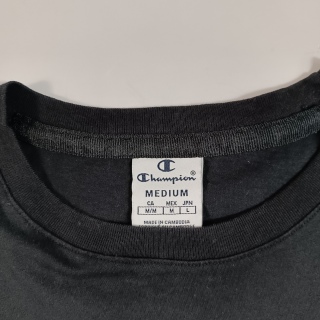 Champion®
MEDIUM
CA MEX JPN
M/M M L
MADE IN CAMBODIA